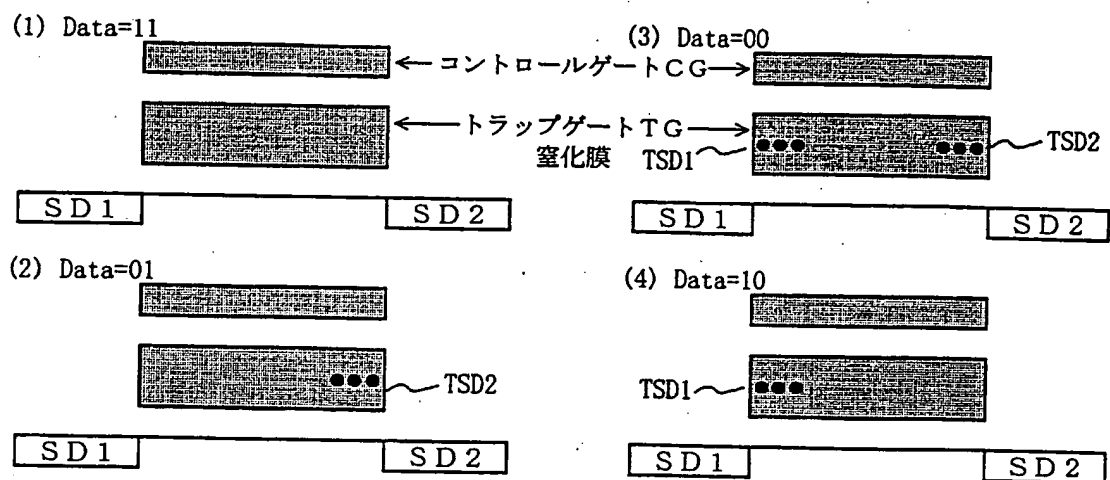 (1) Data=11
コントロールゲートCG
トラップゲートTG
窒化膜
SD1
SD2
(3) Data=00
TSD1
TSD2
SD1
SD2
(2) Data=01
TSD2
SD1
SD2
(4) Data=10
TSD1
SD1
SD2